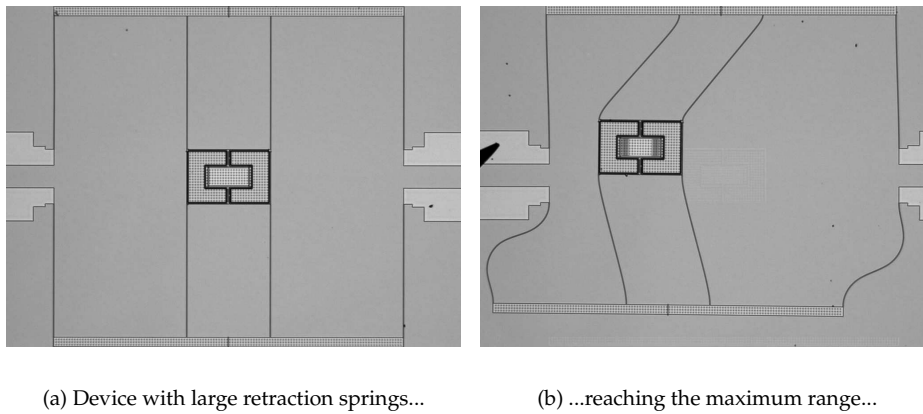 (a) Device with large retraction springs...
(b) ...reaching the maximum range...